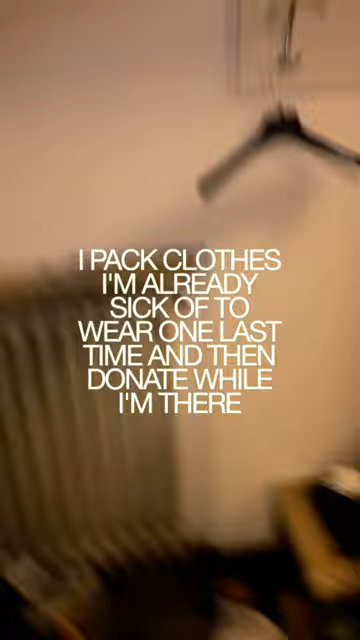 I PACK CLOTHES
I'M ALREADY
SICK OF TO
WEAR ONE LAST
TIME AND THEN
DONATE WHILE
I'M THERE